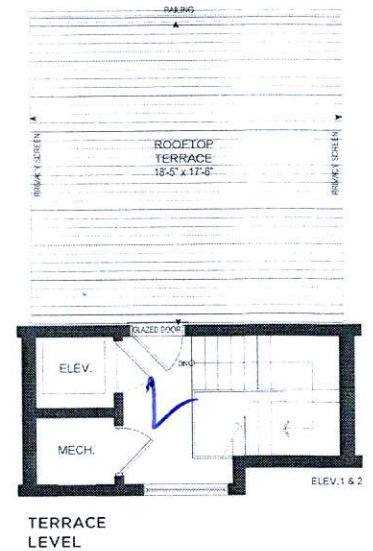 RAILING
PRIVACY SCREEN
ROOFTOP
TERRACE
18'-5" x 17'-6"
PRIVACY SCREEN
GLAZED DOOR
ELEV.
DN
MECH.
ELEV. 1 & 2
TERRACE
LEVEL